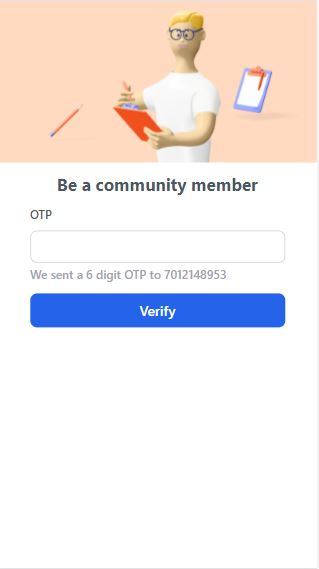 Be a community member
OTP
We sent a 6 digit OTP to 7012148953
Verify